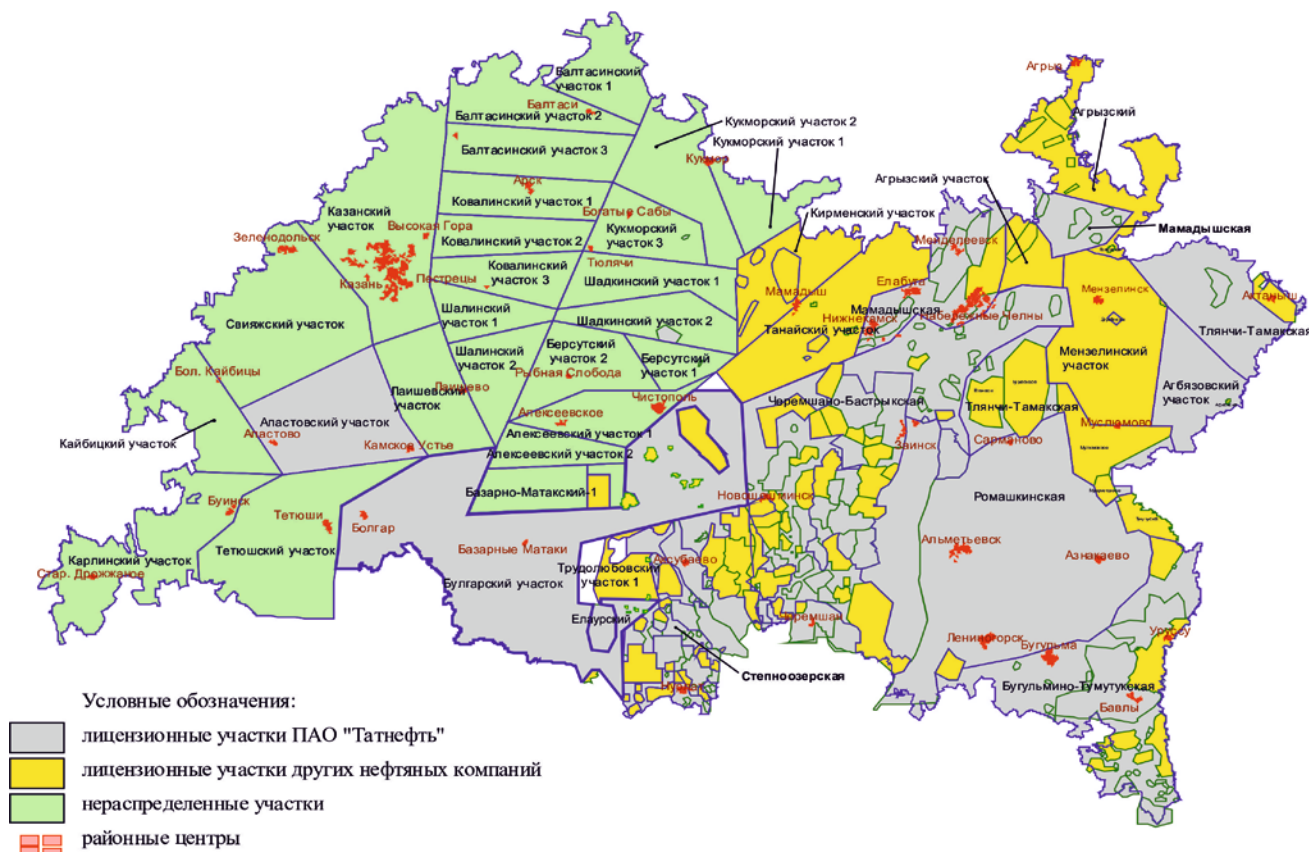 Балтасинский
участок 1
Балтаси
Балтасинский участок 2
Балтасинский участок 3
Кукморский участок 2
Кукморский участок 1
Кукмор
Агрыз
Агрызский
Агрызский участок
Кирменский участок
Мамадышская
Арск
Ковалинский участок 1
Богатые Сабы
Кукморский
участок 3
Казанский
участок
Высокая Гора
Зеленодольск
Ковалинский участок 2
Тюлячи
Казань
Пестрецы
Ковалинский
участок 3
Шадкинский участок 1
Менделеевск
Елабуга
Мамадыш
Мамадышская
Нижнекамск
Набережные Челны
Танайский участок
Мензелинск
Актаныш
Тлянчи-Тамакская
Свияжский участок
Шалинский
участок 1
Шадкинский участок 2
Шалинский
участок 2
Берсутский
участок 2
Берсутский
участок 1
Рыбная Слобода
Мензелинский
участок
Бол. Кайбицы
Лаишевский
участок
Лаишево
Агбязовский
участок
Черемшано-Бастрыкская
Тлянчи-Тамакская
Чистополь
Алексеевское
Апастовский участок
Апастово
Кайбицкий участок
Камское Устье
Алексеевский участок 1
Алексеевский участок 2
Заинск
Сарманово
Муслюмово
Базарно-Матакский-1
Новошешминск
Ромашкинская
Буинск
Тетюши
Болгар
Тетюшский участок
Карлинский участок
Стар. Дрожжаное
Базарные Матаки
Булгарский участок
Трудолюбовский
участок 1
Аксубаево
Альметьевск
Азнакаево
Елаурский
Черемшан
Лениногорск
Бугульма
Уруссу
Степноозерская
Нурлат
Бугульмино-Тумутукская
Бавлы
Условные обозначения:
лицензионные участки ПАО "Татнефть"
лицензионные участки других нефтяных компаний
нераспределенные участки
районные центры